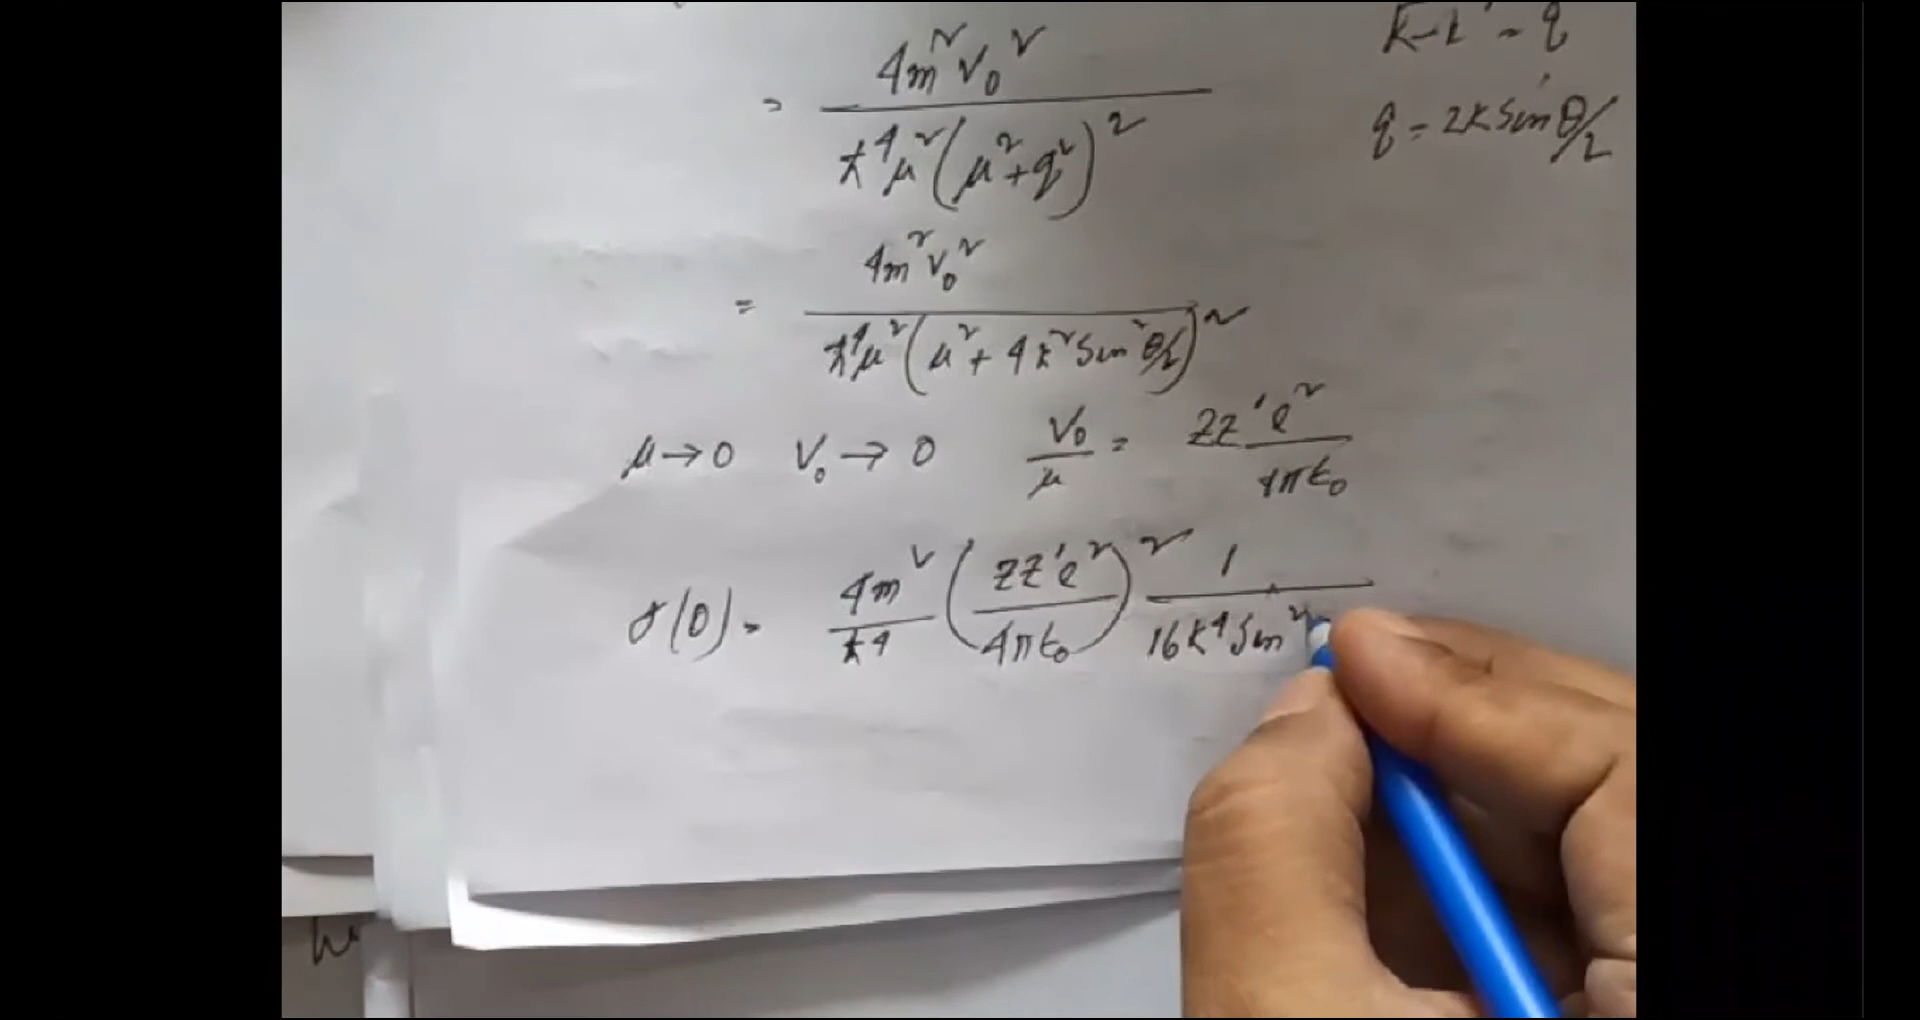 k - k' = q
= 4m²V₀² / ħ⁴μ²(μ² + q²)²
q = 2k sin θ/2
= 4m²V₀² / ħ⁴μ²(μ² + 4k² sin² θ/2)²
μ → 0 V₀ → 0 V₀/μ = ZZ'e² / 4πε₀
σ(θ) = 4m²/ħ⁴ (ZZ'e² / 4πε₀)² 1 / 16k⁴ sin